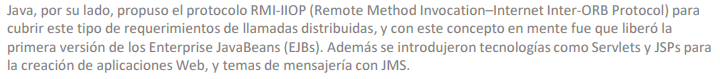 Java, por su lado, propuso el protocolo RMI-IIOP (Remote Method Invocation–Internet Inter-ORB Protocol) para
cubrir este tipo de requerimientos de llamadas distribuidas, y con este concepto en mente fue que liberó la
primera versión de los Enterprise JavaBeans (EJBs). Además se introdujeron tecnologías como Servlets y JSPs para
la creación de aplicaciones Web, y temas de mensajería con JMS.